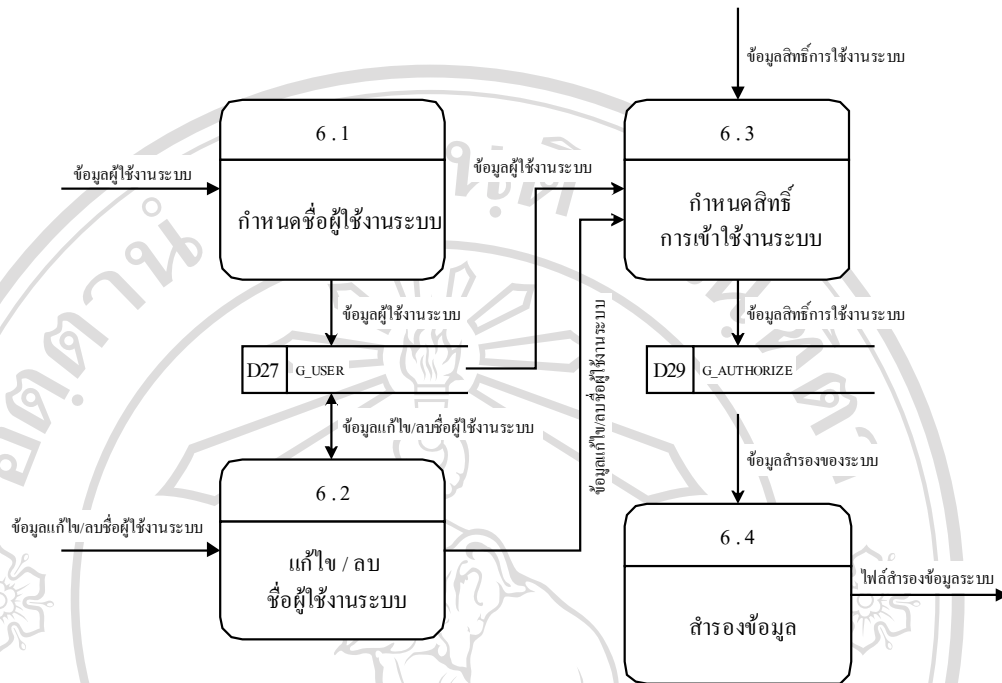 ข้อมูลสิทธิ์การใช้งานระบบ
6.1
6.3
ข้อมูลผู้ใช้งานระบบ
ข้อมูลผู้ใช้งานระบบ
กำหนดชื่อผู้ใช้งานระบบ
กำหนดสิทธิ์
การเข้าใช้งานระบบ
ข้อมูลผู้ใช้งานระบบ
ข้อมูลสิทธิ์การใช้งานระบบ
D27 G_USER
D29 G_AUTHORIZE
ข้อมูลแก้ไข/ลบชื่อผู้ใช้งานระบบ
ข้อมูลแก้ไข/ลบชื่อผู้ใช้งานระบบ
ข้อมูลสำรองของระบบ
6.2
ข้อมูลแก้ไข/ลบชื่อผู้ใช้งานระบบ
แก้ไข / ลบ
ชื่อผู้ใช้งานระบบ
6.4
ไฟล์สำรองข้อมูลระบบ
สำรองข้อมูล